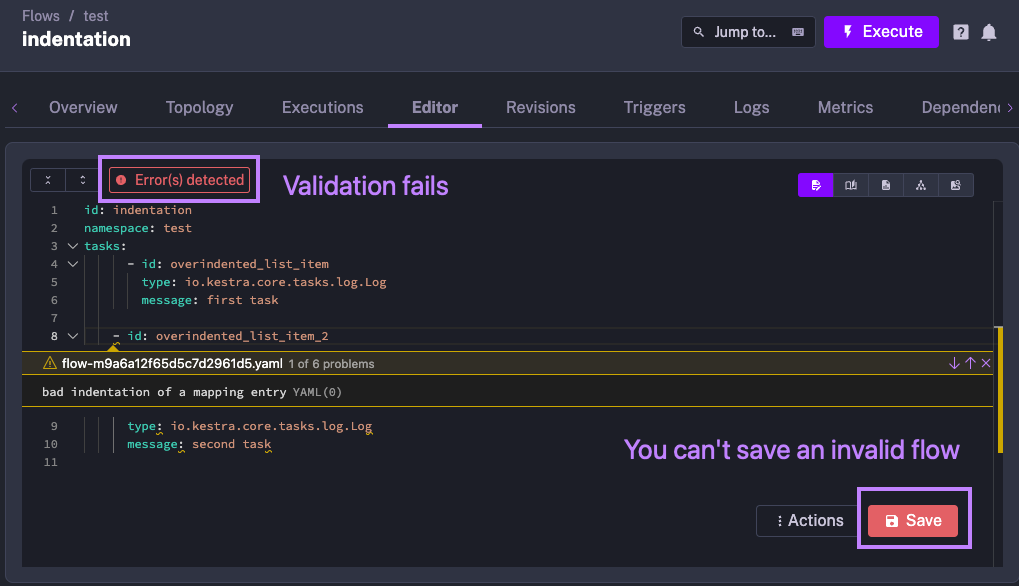 Flows / test
indentation
Jump to...
Execute
Overview Topology Executions Editor Revisions Triggers Logs Metrics Dependenc
Error(s) detected
Validation fails
1 id: indentation
2 namespace: test
3 tasks:
4 - id: overindented_list_item
5 type: io.kestra.core.tasks.log.Log
6 message: first task
7
8 - id: overindented_list_item_2
flow-m9a6a12f65d5c7d2961d5.yaml 1 of 6 problems
bad indentation of a mapping entry YAML(0)
9 type: io.kestra.core.tasks.log.Log
10 message: second task
11
You can't save an invalid flow
Actions
Save